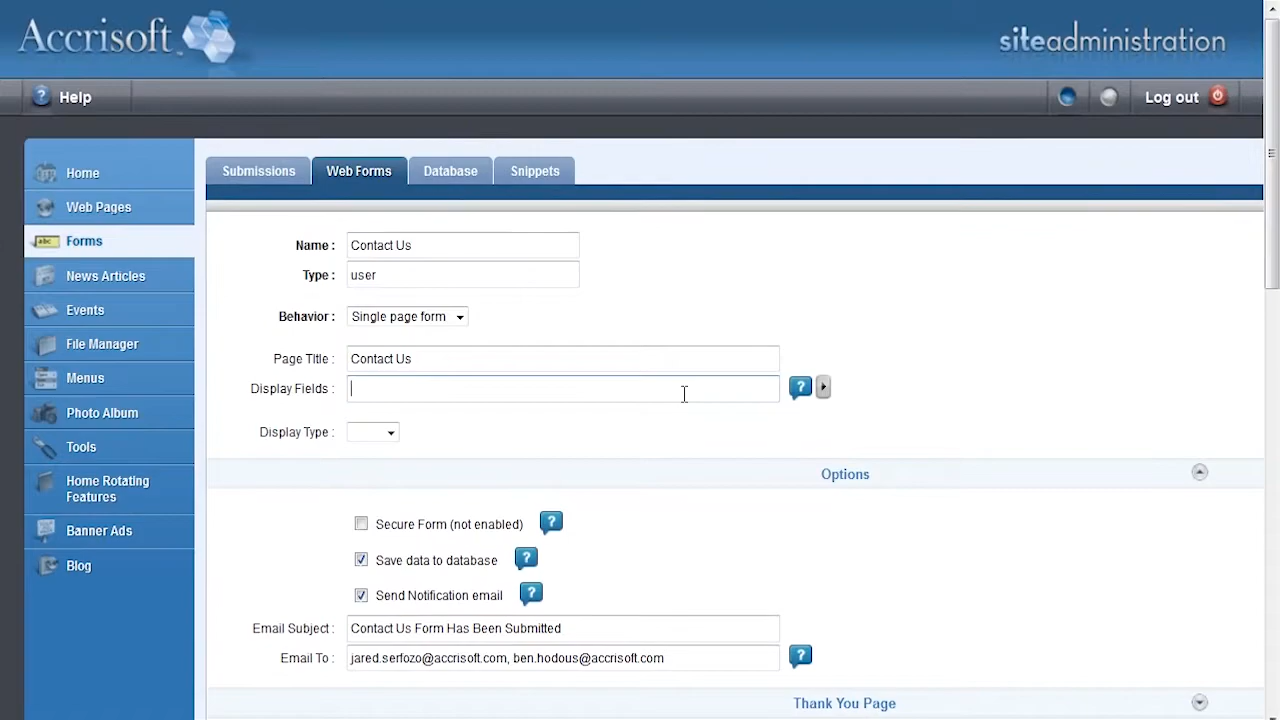 Accrisoft
siteadministration
Help
Log out
Home
Web Pages
abc Forms
News Articles
Events
File Manager
Menus
Photo Album
Tools
Home Rotating
Features
Banner Ads
Blog
Submissions
Web Forms
Database
Snippets
Name : Contact Us
Type : user
Behavior : Single page form
Page Title : Contact Us
Display Fields :
Display Type :
Options
Secure Form (not enabled) ?
Save data to database ?
Send Notification email ?
Email Subject : Contact Us Form Has Been Submitted
Email To : jared.serfozo@accrisoft.com, ben.hodous@accrisoft.com ?
Thank You Page